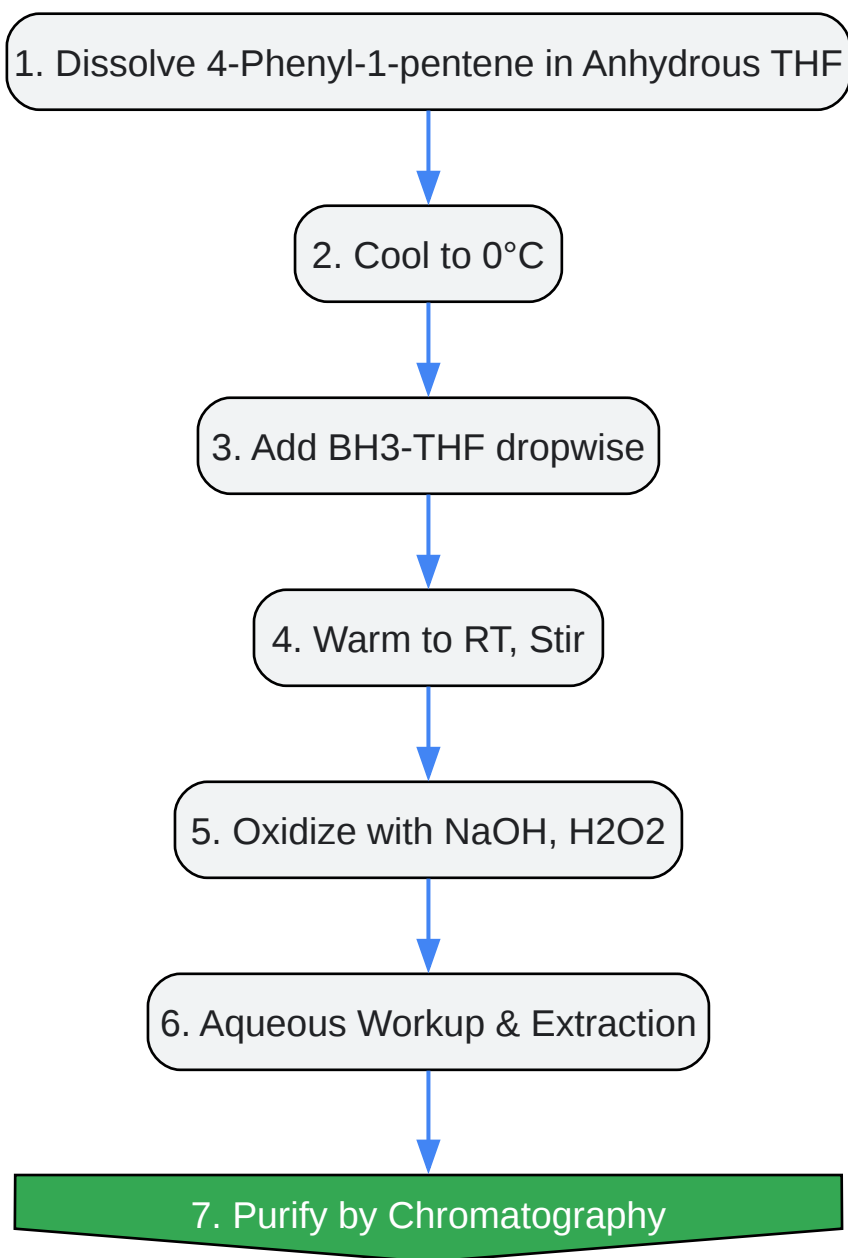 1. Dissolve 4-Phenyl-1-pentene in Anhydrous THF
2. Cool to 0°C
3. Add BH3-THF dropwise
4. Warm to RT, Stir
5. Oxidize with NaOH, H2O2
6. Aqueous Workup & Extraction
7. Purify by Chromatography